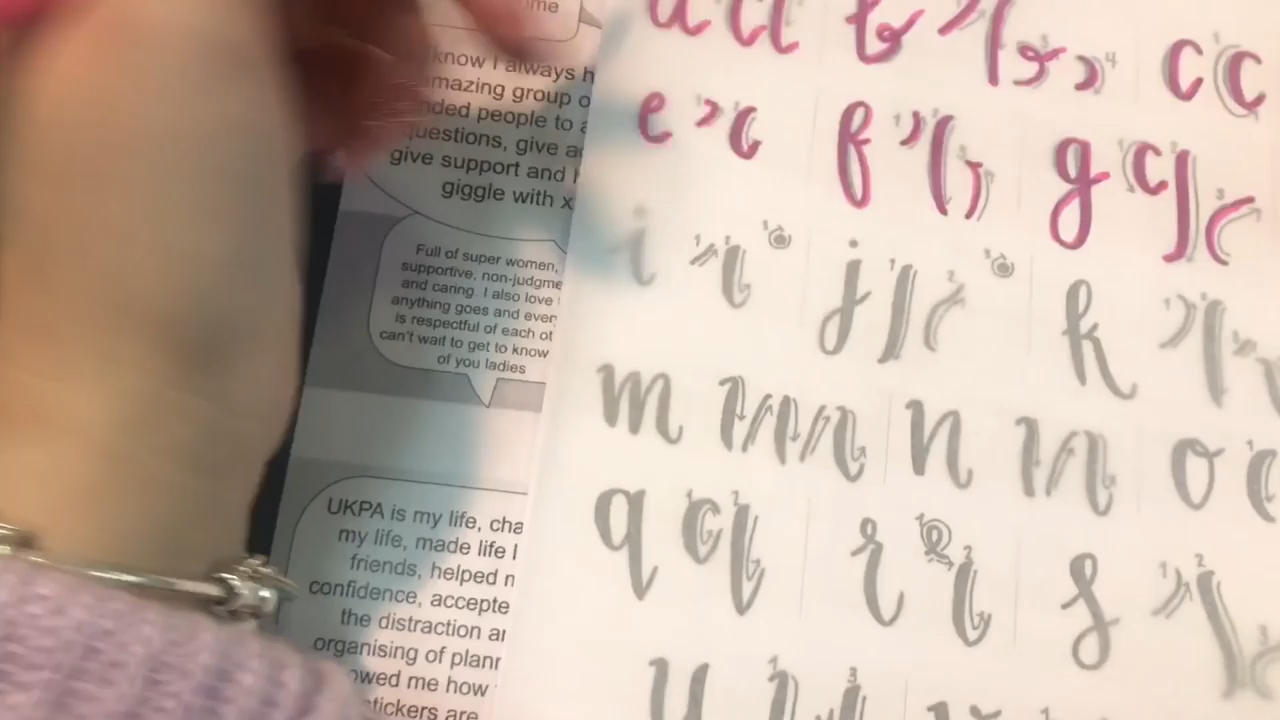 me
know I always h
mazing group o
nded people to a
questions, give a
give support and
giggle with x
Full of super women,
supportive, non-judgme
and caring. I also love
anything goes and ever
is respectful of each ot
can't wait to get to know
of you ladies
UKPA is my life, cha
my life, made life
friends, helped
confidence, accepte
the distraction a
organising of plan
owed me how
stickers are
a b c
e f g
i j k
m n o
q r s
u